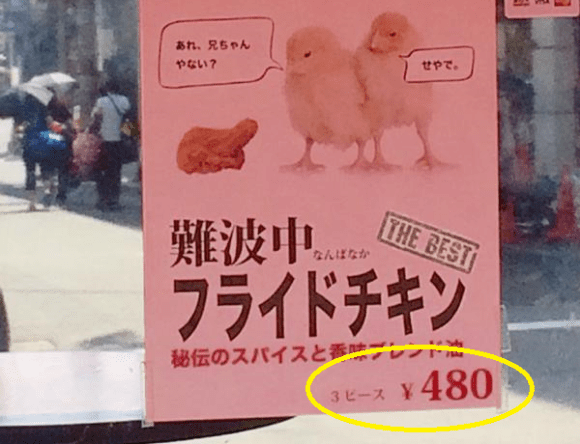 あれ、兄ちゃん
やない？
せやで。
THE BEST
難波中
なんばなか
フライドチキン
秘伝のスパイスと香味ブレンド油
3ピース ¥480